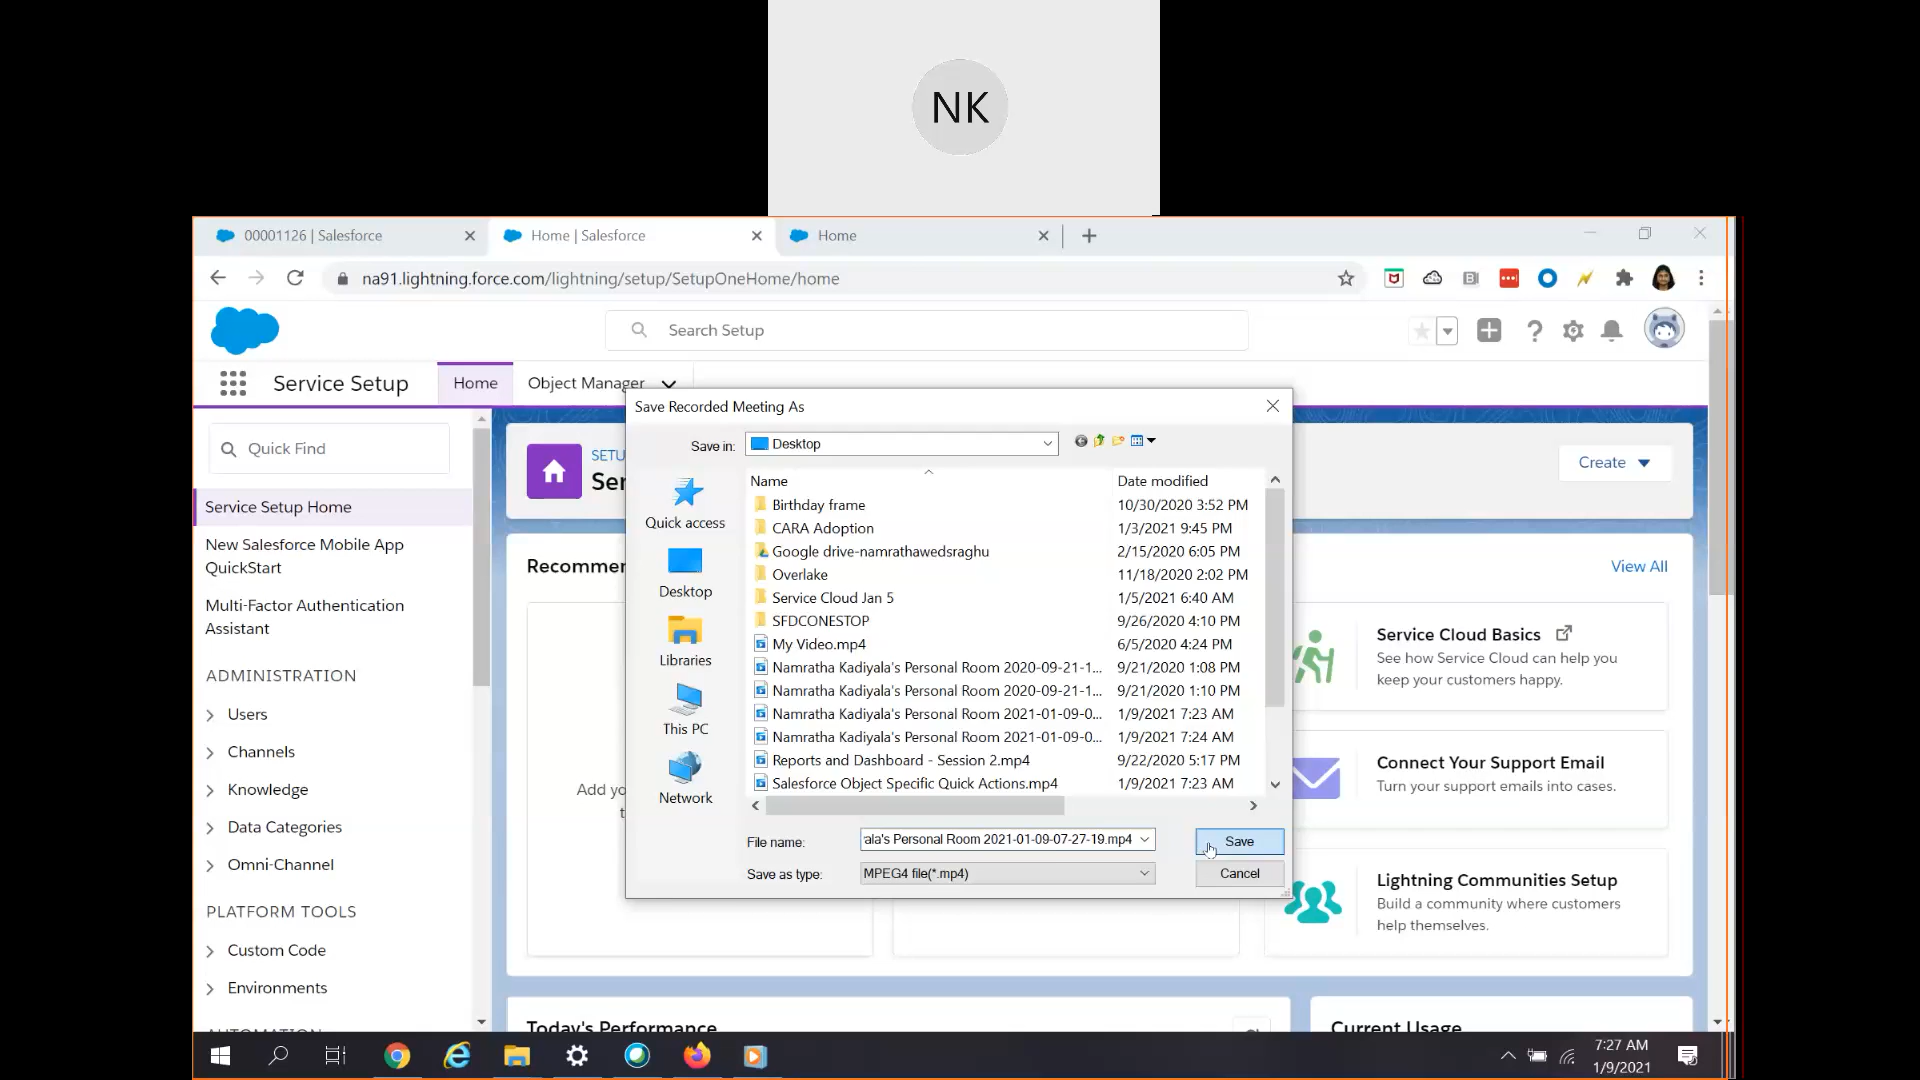 NK
00001126 | Salesforce
Home | Salesforce
Home
na91.lightning.force.com/lightning/setup/SetupOneHome/home
Search Setup
Service Setup
Home
Object Manager
Quick Find
Service Setup Home
New Salesforce Mobile App
QuickStart
Multi-Factor Authentication
Assistant
ADMINISTRATION
Users
Channels
Knowledge
Data Categories
Omni-Channel
PLATFORM TOOLS
Custom Code
Environments
SETU
Ser
Create
Recommen
View All
Add yo
t
Service Cloud Basics
See how Service Cloud can help you
keep your customers happy.
Connect Your Support Email
Turn your support emails into cases.
Lightning Communities Setup
Build a community where customers
help themselves.
Today's Performance
Current Usage
Save Recorded Meeting As
Save in:
Desktop
Quick access
Desktop
Libraries
This PC
Network
Name Date modified
Birthday frame 10/30/2020 3:52 PM
CARA Adoption 1/3/2021 9:45 PM
Google drive-namrathawedsraghu 2/15/2020 6:05 PM
Overlake 11/18/2020 2:02 PM
Service Cloud Jan 5 1/5/2021 6:40 AM
SFDCONESTOP 9/26/2020 4:10 PM
My Video.mp4 6/5/2020 4:24 PM
Namratha Kadiyala's Personal Room 2020-09-21-1... 9/21/2020 1:08 PM
Namratha Kadiyala's Personal Room 2020-09-21-1... 9/21/2020 1:10 PM
Namratha Kadiyala's Personal Room 2021-01-09-0... 1/9/2021 7:23 AM
Namratha Kadiyala's Personal Room 2021-01-09-0... 1/9/2021 7:24 AM
Reports and Dashboard - Session 2.mp4 9/22/2020 5:17 PM
Salesforce Object Specific Quick Actions.mp4 1/9/2021 7:23 AM
File name:
ala's Personal Room 2021-01-09-07-27-19.mp4
Save
Save as type:
MPEG4 file(*.mp4)
Cancel
7:27 AM
1/9/2021